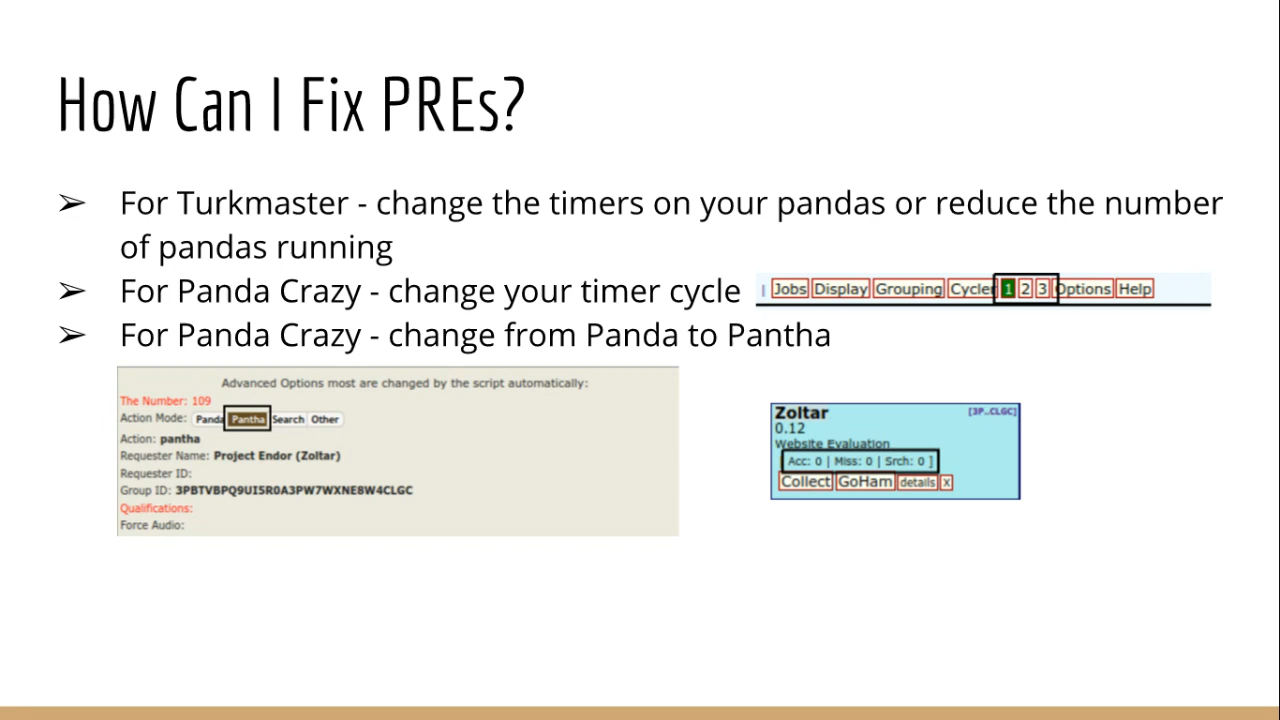 How Can I Fix PREs?
➢ For Turkmaster - change the timers on your pandas or reduce the number
of pandas running
➢ For Panda Crazy - change your timer cycle
| Jobs Display Grouping Cycler 1 2 3 Options Help
➢ For Panda Crazy - change from Panda to Pantha
Advanced Options most are changed by the script automatically:
The Number: 109
Action Mode: Panda Pantha Search Other
Action: pantha
Requester Name: Project Endor (Zoltar)
Requester ID:
Group ID: 3PBTVBPQ9UI5R0A3PW7WXNE8W4CLGC
Qualifications:
Force Audio:
Zoltar [3P..CLGC]
0.12
Website Evaluation
[ Acc: 0 | Miss: 0 | Srch: 0 ]
Collect GoHam details X